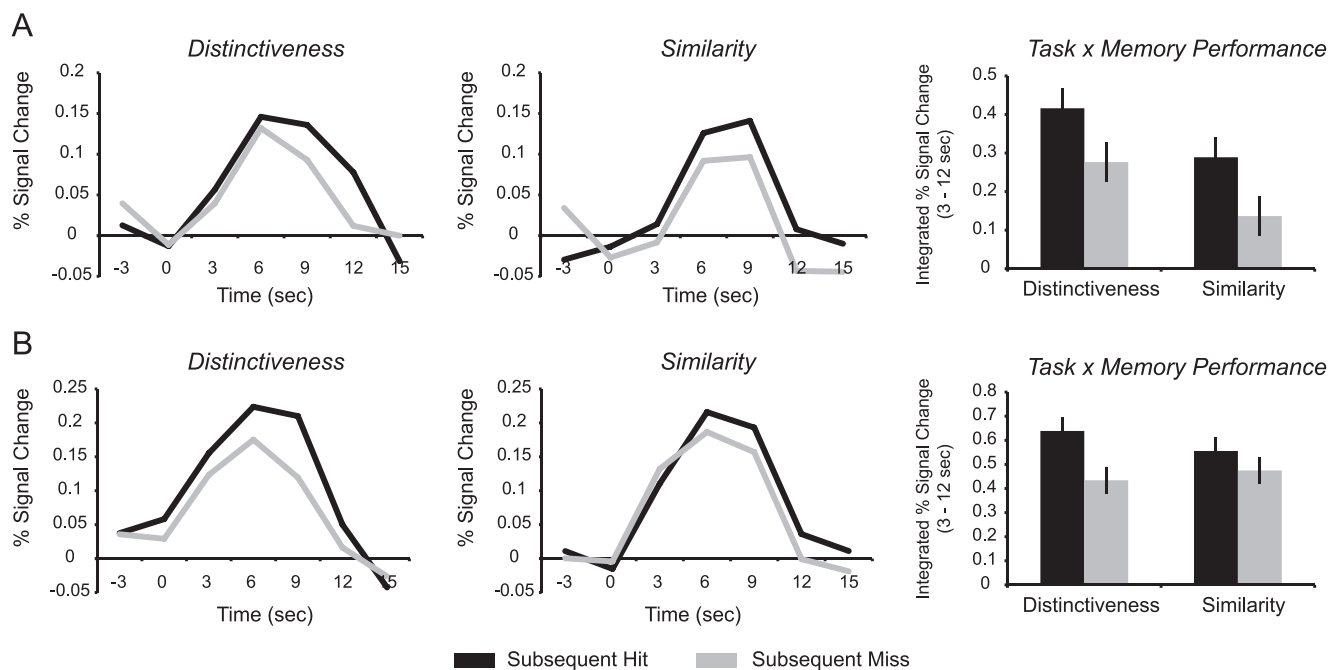 A
Distinctiveness
Similarity
Task x Memory Performance
% Signal Change
0.2
0.15
0.1
0.05
0
-0.05
-3 0 3 6 9 12 15
Time (sec)
% Signal Change
0.2
0.15
0.1
0.05
0
-0.05
-3 0 3 6 9 12 15
Time (sec)
Integrated % Signal Change
(3 - 12 sec)
0.5
0.4
0.3
0.2
0.1
0
Distinctiveness Similarity
B
Distinctiveness
Similarity
Task x Memory Performance
% Signal Change
0.25
0.2
0.15
0.1
0.05
0
-0.05
-3 0 3 6 9 12 15
Time (sec)
% Signal Change
0.25
0.2
0.15
0.1
0.05
0
-0.05
-3 0 3 6 9 12 15
Time (sec)
Integrated % Signal Change
(3 - 12 sec)
0.8
0.7
0.6
0.5
0.4
0.3
0.2
0.1
0
Distinctiveness Similarity
Subsequent Hit Subsequent Miss